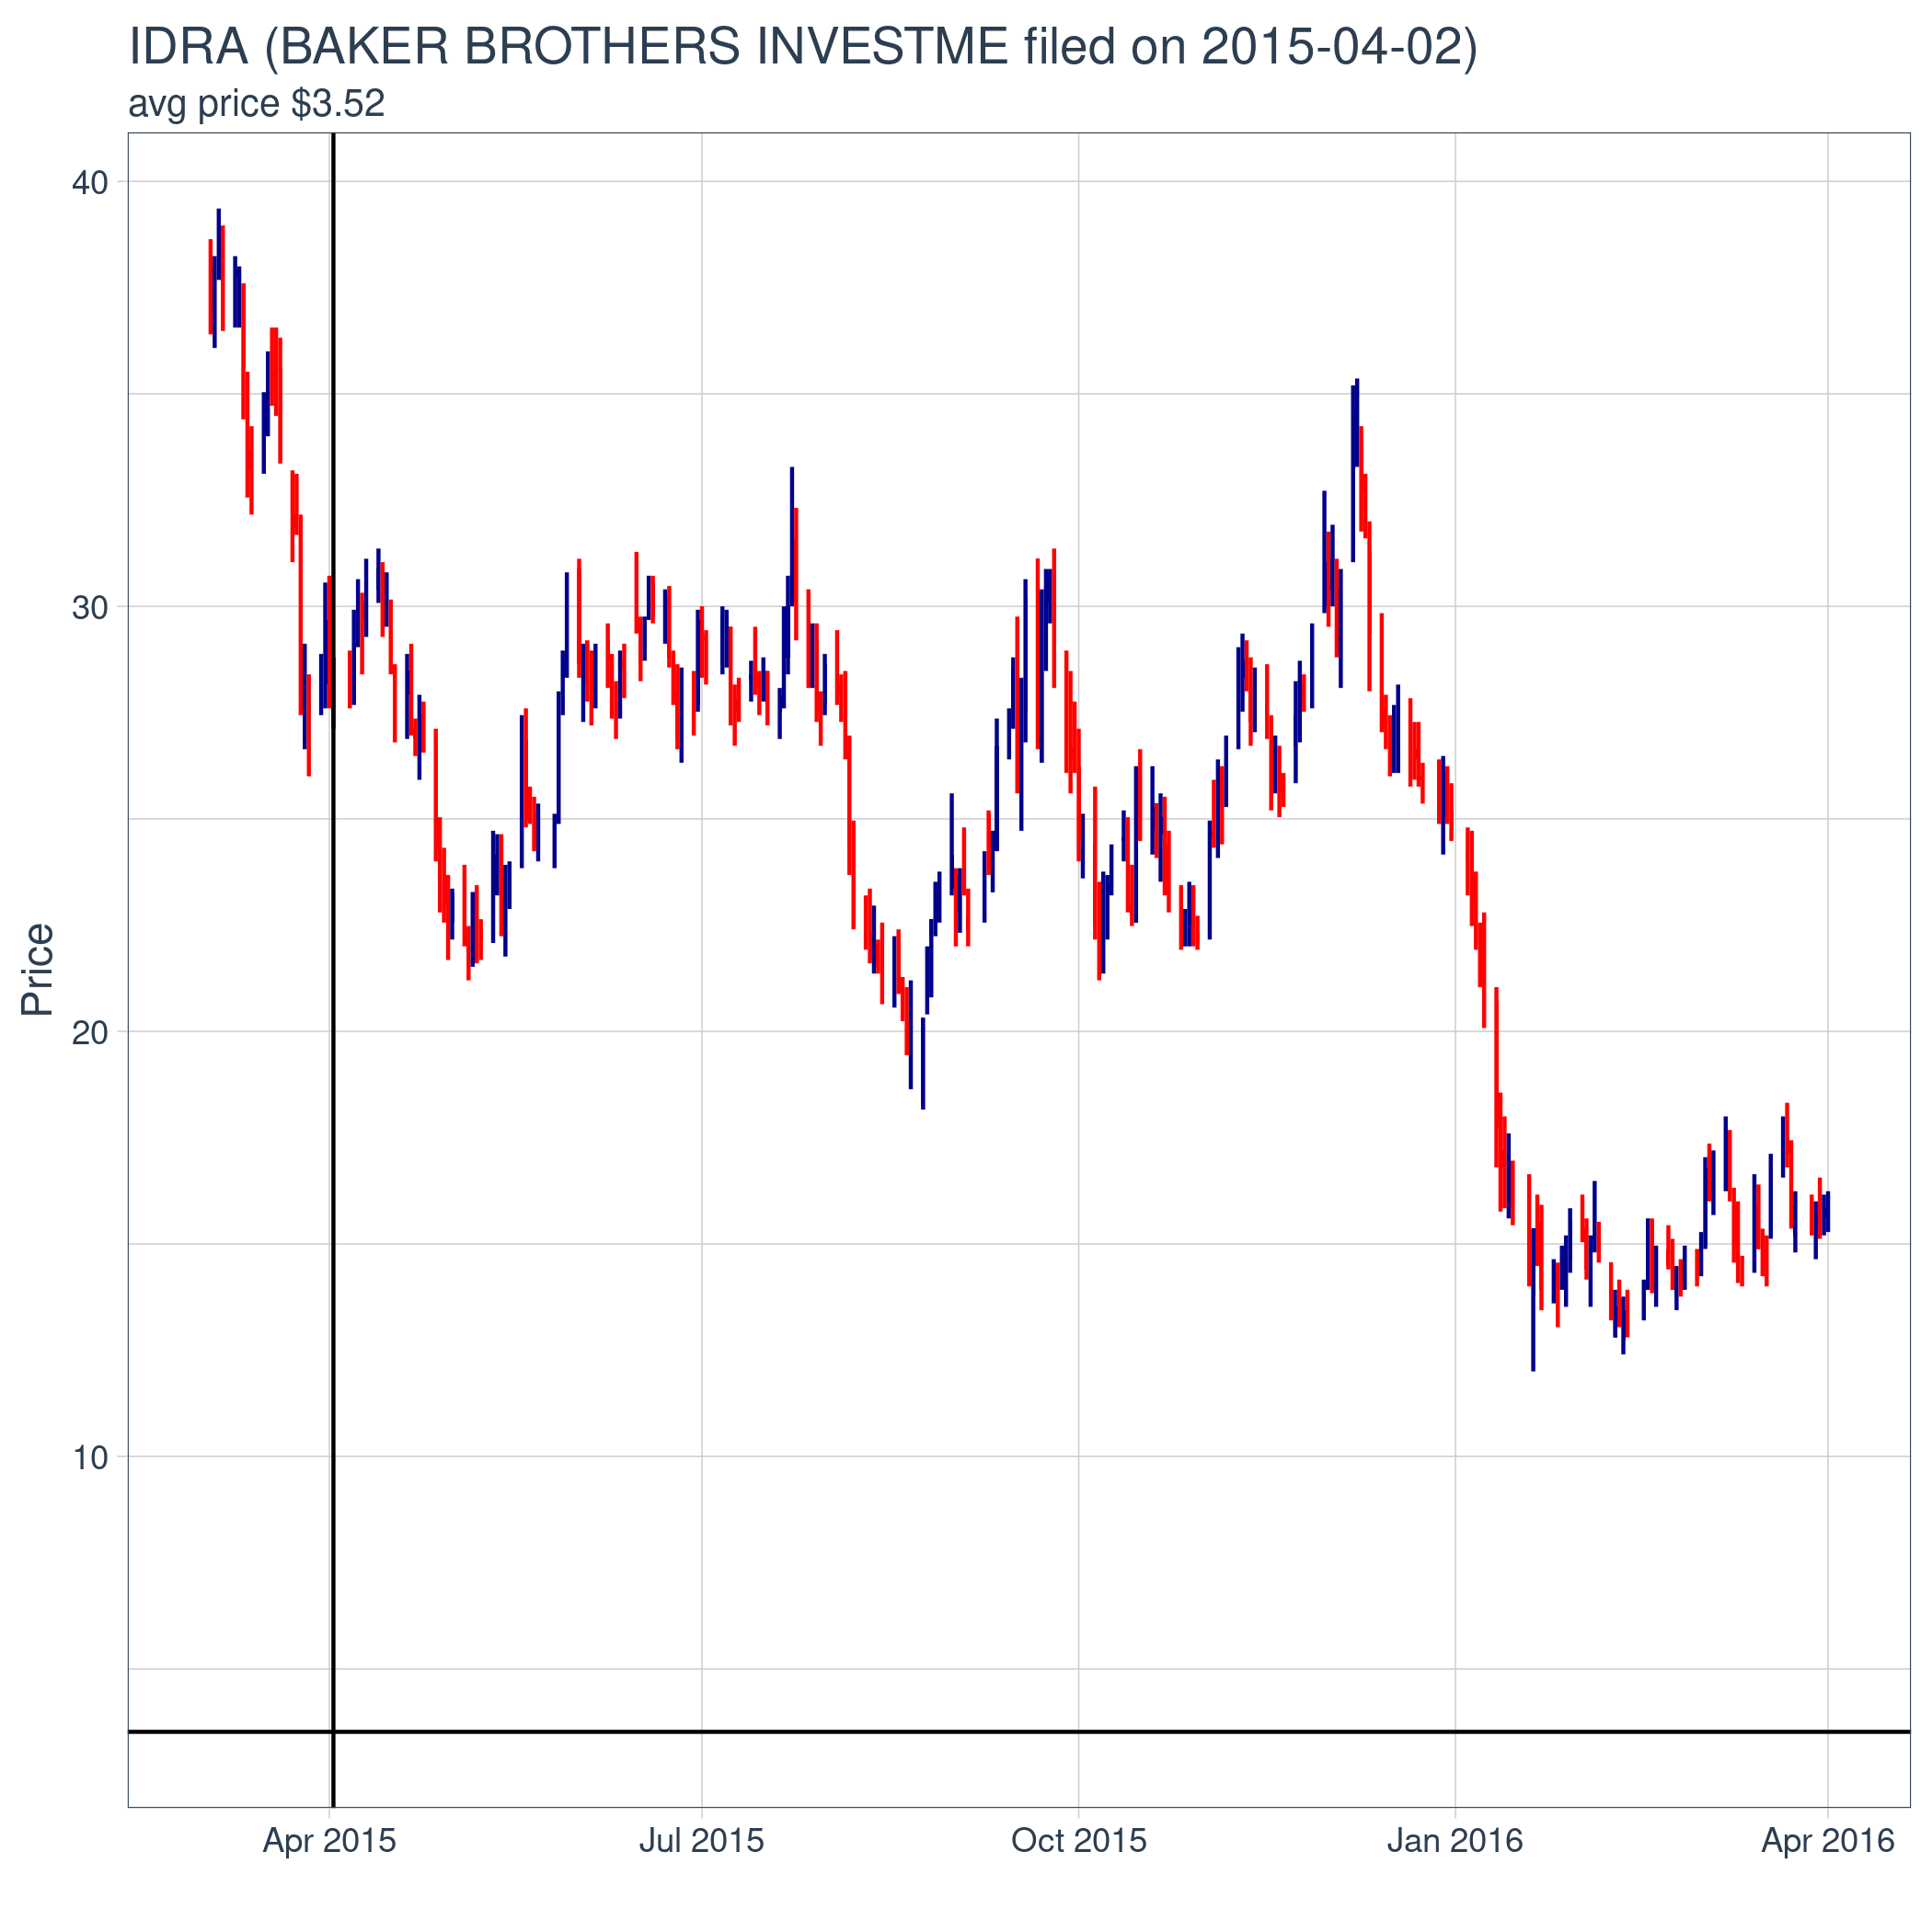 IDRA (BAKER BROTHERS INVESTME filed on 2015-04-02)
avg price $3.52
40
30
20
10
Price
Apr 2015
Jul 2015
Oct 2015
Jan 2016
Apr 2016